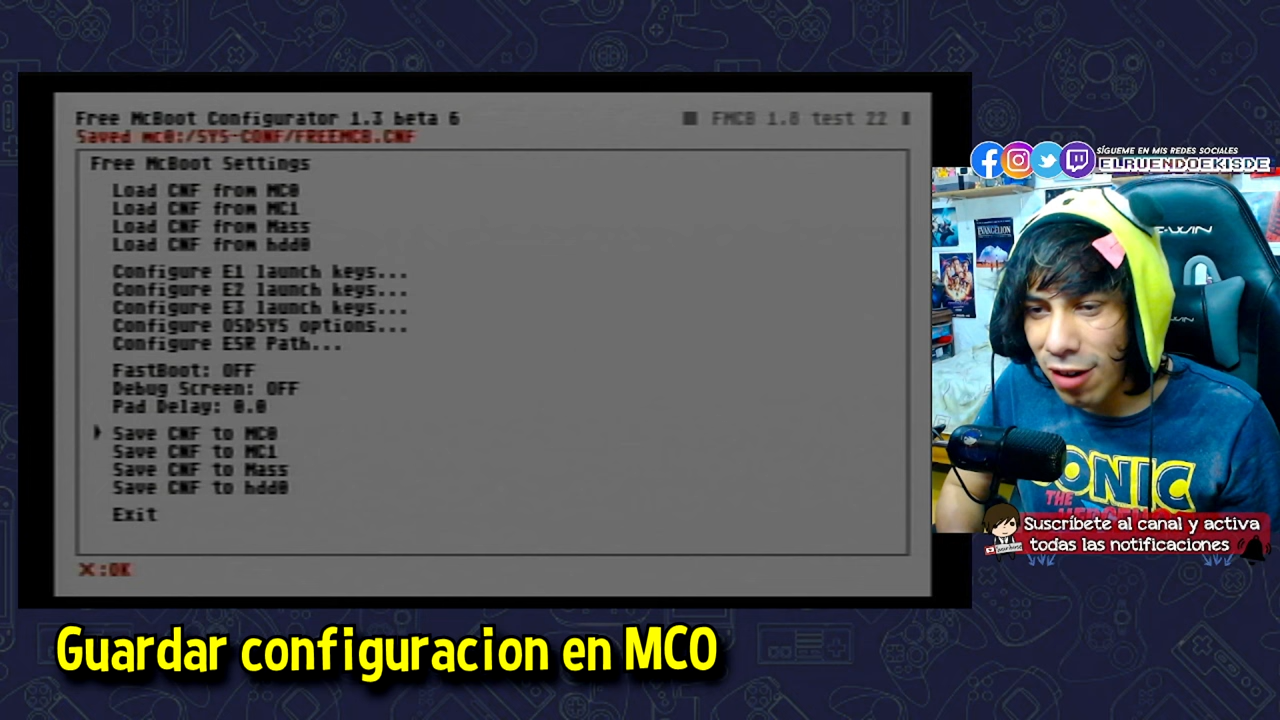 Free McBoot Configurator 1.3 beta 6
FMCB 1.8 test 22
Saved mc0:/SYS-CONF/FREEMCB.CNF
Free McBoot Settings
Load CNF from MC0
Load CNF from MC1
Load CNF from Mass
Load CNF from hdd0
Configure E1 launch keys...
Configure E2 launch keys...
Configure E3 launch keys...
Configure OSDSYS options...
Configure ESR Path...
FastBoot: OFF
Debug Screen: OFF
Pad Delay: 0.0
Save CNF to MC0
Save CNF to MC1
Save CNF to Mass
Save CNF to hdd0
Exit
X:OK
SÍGUEME EN MIS REDES SOCIALES
ELRUENDOEKISDE
EVANGELION
SONIC
THE
Suscríbete al canal y activa
todas las notificaciones
Guardar configuracion en MC0